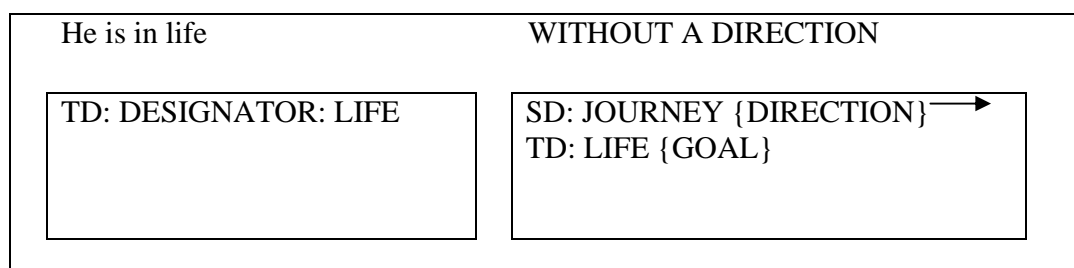 He is in life WITHOUT A DIRECTION
TD: DESIGNATOR: LIFE SD: JOURNEY {DIRECTION}
TD: LIFE {GOAL}